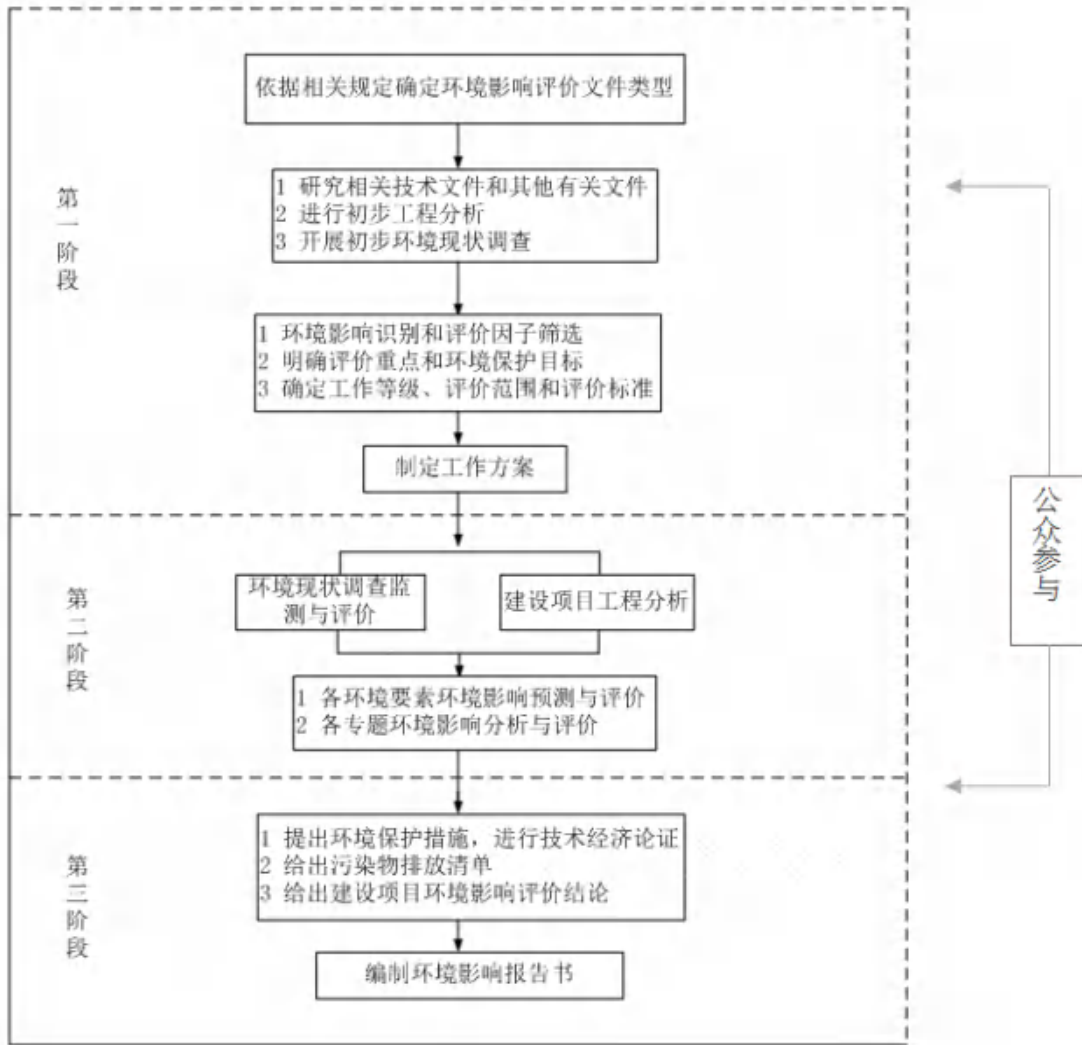 依据相关规定确定环境影响评价文件类型
第一阶段
1 研究相关技术文件和其他有关文件
2 进行初步工程分析
3 开展初步环境现状调查
1 环境影响识别和评价因子筛选
2 明确评价重点和环境保护目标
3 确定工作等级、评价范围和评价标准
制定工作方案
公众参与
第二阶段
环境现状调查监
测与评价
建设项目工程分析
1 各环境要素环境影响预测与评价
2 各专题环境影响分析与评价
第三阶段
1 提出环境保护措施，进行技术经济论证
2 给出污染物排放清单
3 给出建设项目环境影响评价结论
编制环境影响报告书